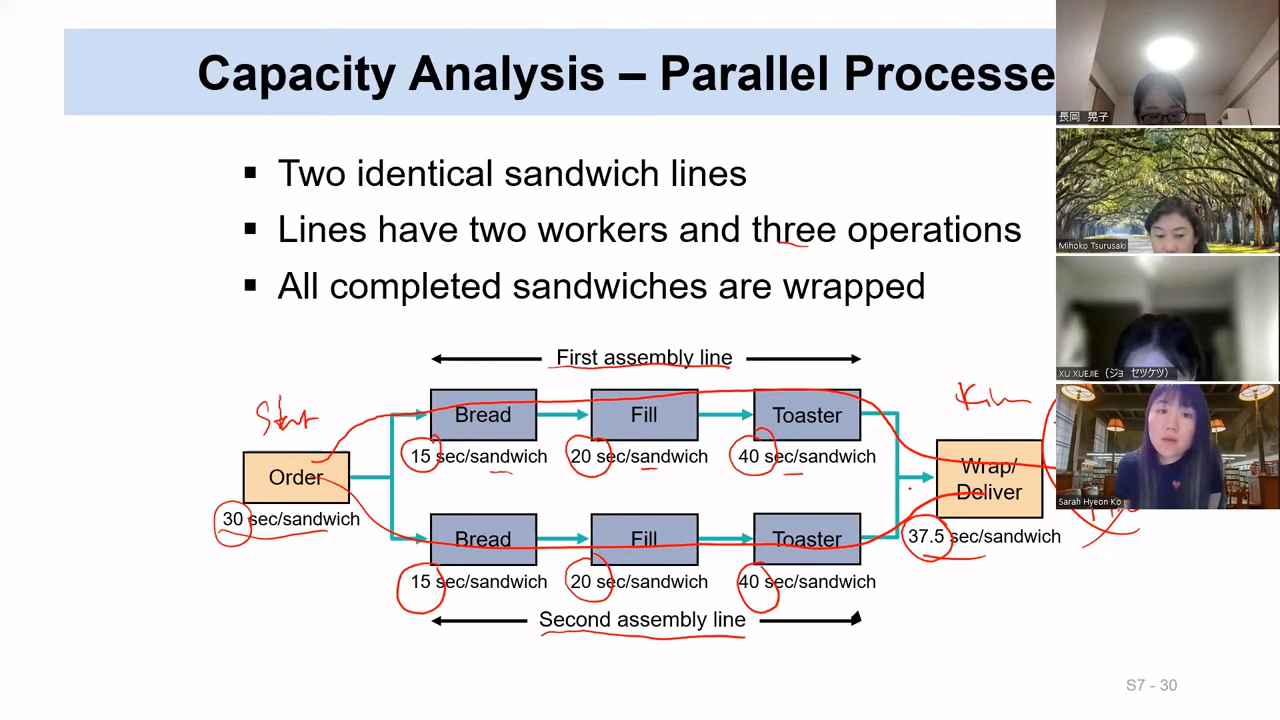 Capacity Analysis – Parallel Processe
▪ Two identical sandwich lines
▪ Lines have two workers and three operations
▪ All completed sandwiches are wrapped
First assembly line
Bread
Fill
Toaster
15 sec/sandwich
20 sec/sandwich
40 sec/sandwich
Order
30 sec/sandwich
Wrap/
Deliver
37.5 sec/sandwich
Bread
Fill
Toaster
15 sec/sandwich
20 sec/sandwich
40 sec/sandwich
Second assembly line
S7 - 30
長岡 晃子
Mihoko Tsurusaki
XU XUEJIE（ジョ セツケツ）
Sarah Hyeon Ko